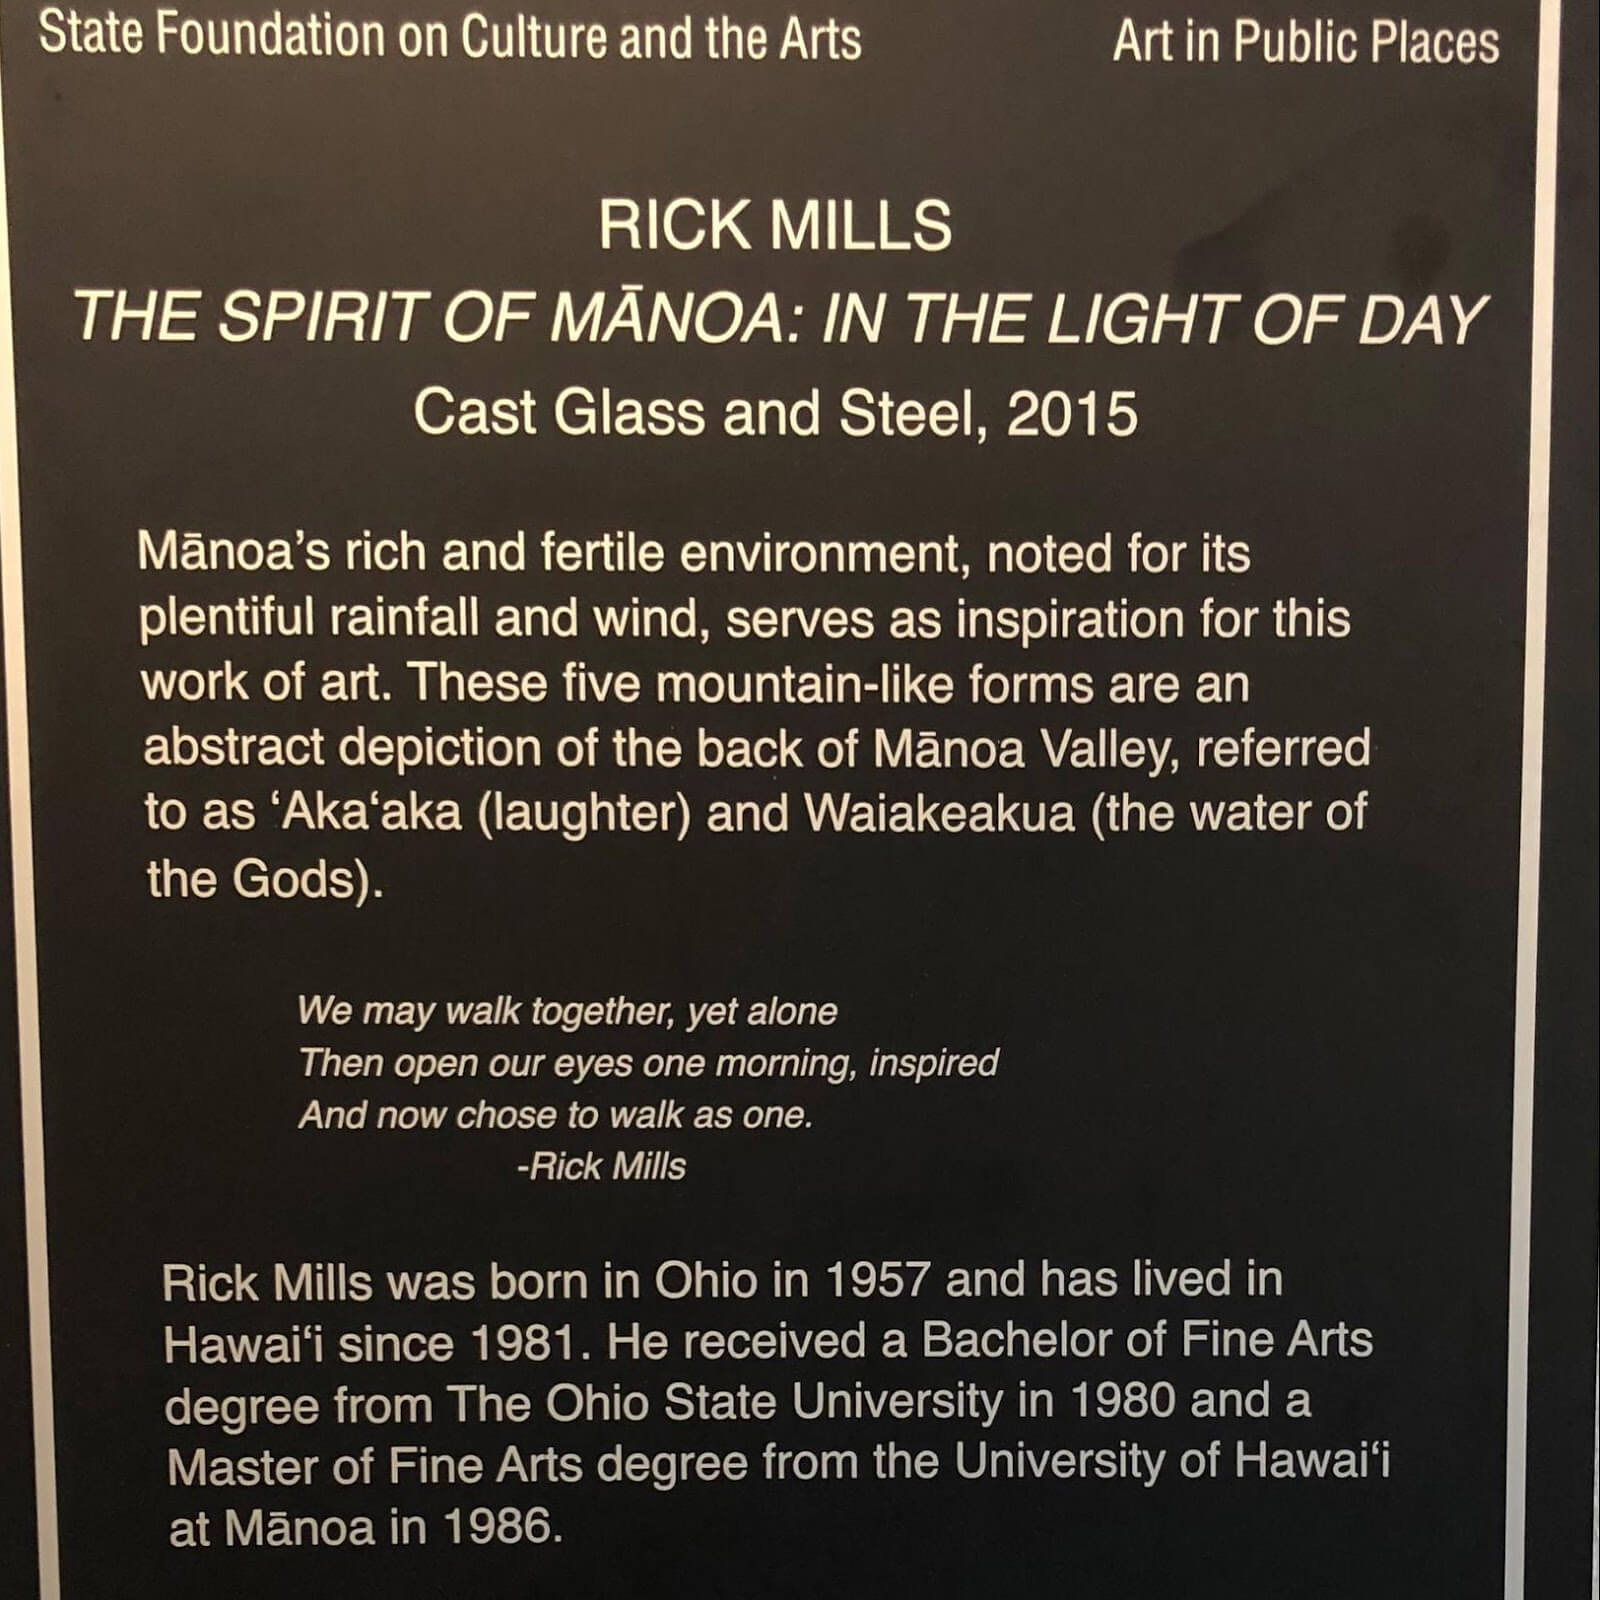 State Foundation on Culture and the Arts Art in Public Places
RICK MILLS
THE SPIRIT OF MĀNOA: IN THE LIGHT OF DAY
Cast Glass and Steel, 2015
Mānoa’s rich and fertile environment, noted for its
plentiful rainfall and wind, serves as inspiration for this
work of art. These five mountain-like forms are an
abstract depiction of the back of Mānoa Valley, referred
to as ‘Aka‘aka (laughter) and Waiakeakua (the water of
the Gods).
We may walk together, yet alone
Then open our eyes one morning, inspired
And now chose to walk as one.
-Rick Mills
Rick Mills was born in Ohio in 1957 and has lived in
Hawai‘i since 1981. He received a Bachelor of Fine Arts
degree from The Ohio State University in 1980 and a
Master of Fine Arts degree from the University of Hawai‘i
at Mānoa in 1986.